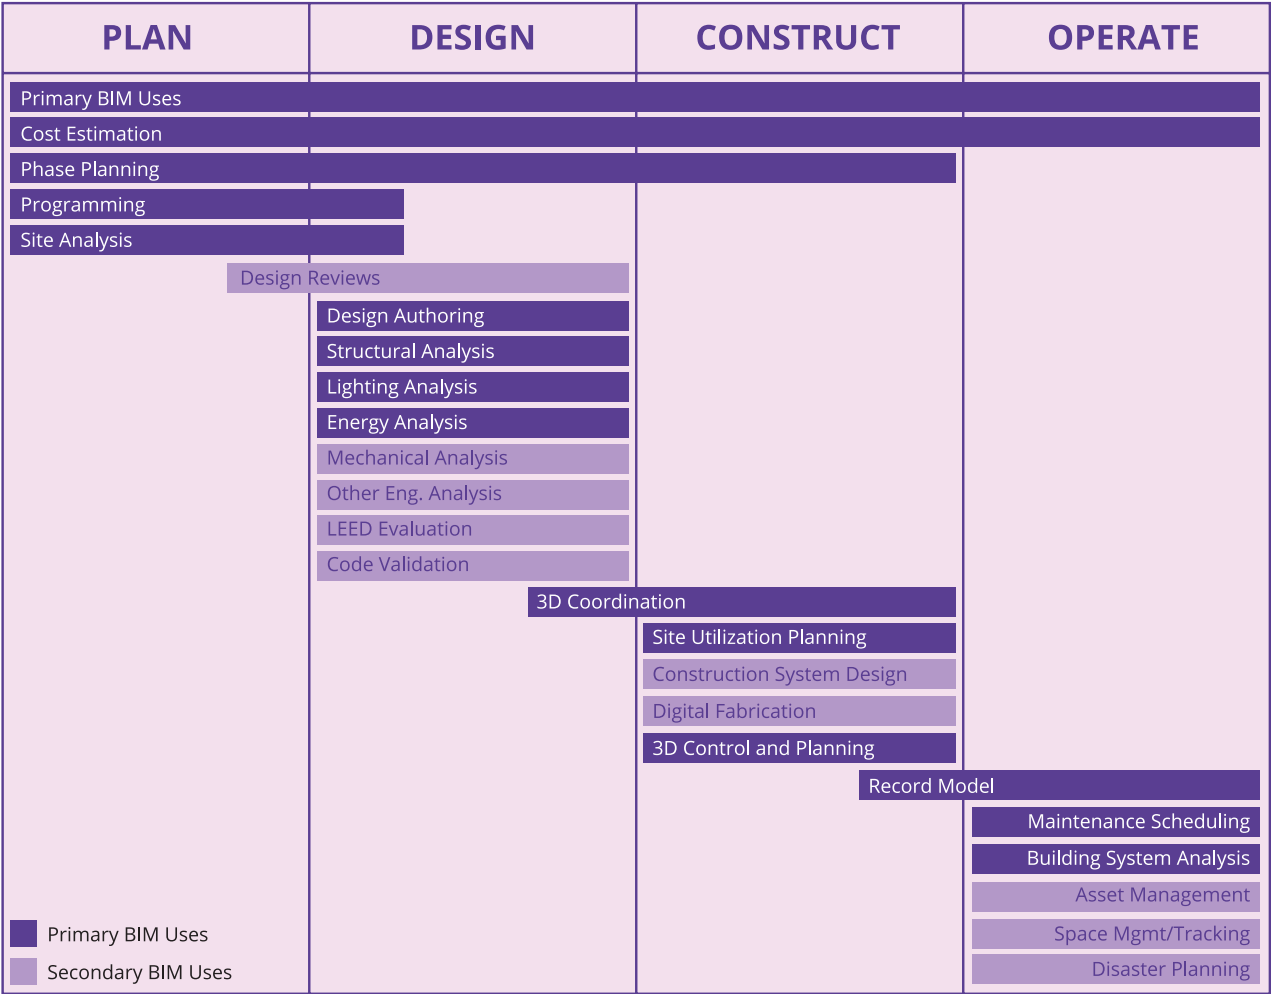 PLAN
DESIGN
CONSTRUCT
OPERATE
Primary BIM Uses
Cost Estimation
Phase Planning
Programming
Site Analysis
Design Reviews
Design Authoring
Structural Analysis
Lighting Analysis
Energy Analysis
Mechanical Analysis
Other Eng. Analysis
LEED Evaluation
Code Validation
3D Coordination
Site Utilization Planning
Construction System Design
Digital Fabrication
3D Control and Planning
Record Model
Maintenance Scheduling
Building System Analysis
Asset Management
Space Mgmt/Tracking
Disaster Planning
Primary BIM Uses
Secondary BIM Uses